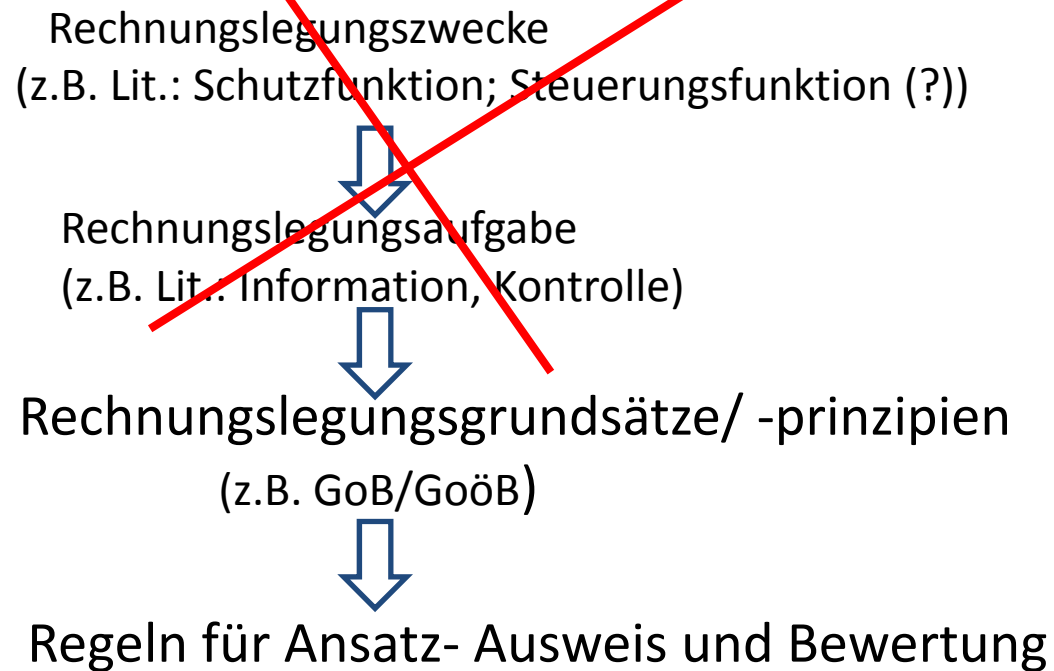 Rechnungslegungszwecke
(z.B. Lit.: Schutzfunktion; Steuerungsfunktion (?))
Rechnungslegungsaufgabe
(z.B. Lit.: Information, Kontrolle)
Rechnungslegungsgrundsätze/ -prinzipien
(z.B. GoB/GoöB)
Regeln für Ansatz- Ausweis und Bewertung